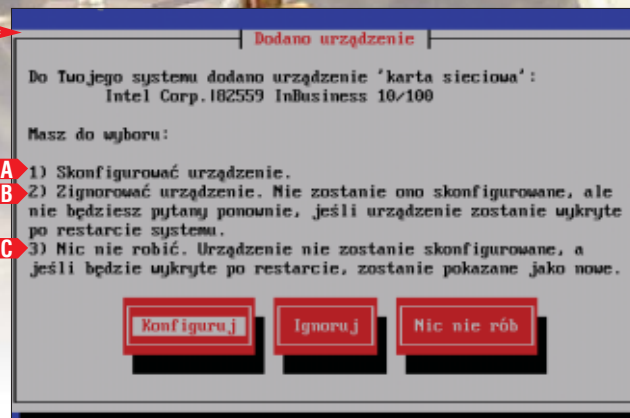 Dodano urządzenie
Do Twojego systemu dodano urządzenie 'karta sieciowa':
Intel Corp.|82559 InBusiness 10/100
Masz do wyboru:
A 1) Skonfigurować urządzenie.
B 2) Zignorować urządzenie. Nie zostanie ono skonfigurowane, ale
nie będziesz pytany ponownie, jeśli urządzenie zostanie wykryte
po restarcie systemu.
C 3) Nic nie robić. Urządzenie nie zostanie skonfigurowane, a
jeśli będzie wykryte po restarcie, zostanie pokazane jako nowe.
Konfiguruj Ignoruj Nic nie rób